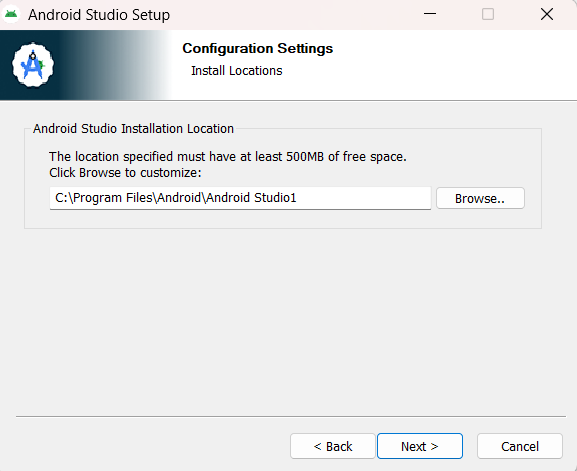 Android Studio Setup
Configuration Settings
Install Locations
Android Studio Installation Location
The location specified must have at least 500MB of free space.
Click Browse to customize:
C:\Program Files\Android\Android Studio1
Browse..
< Back
Next >
Cancel